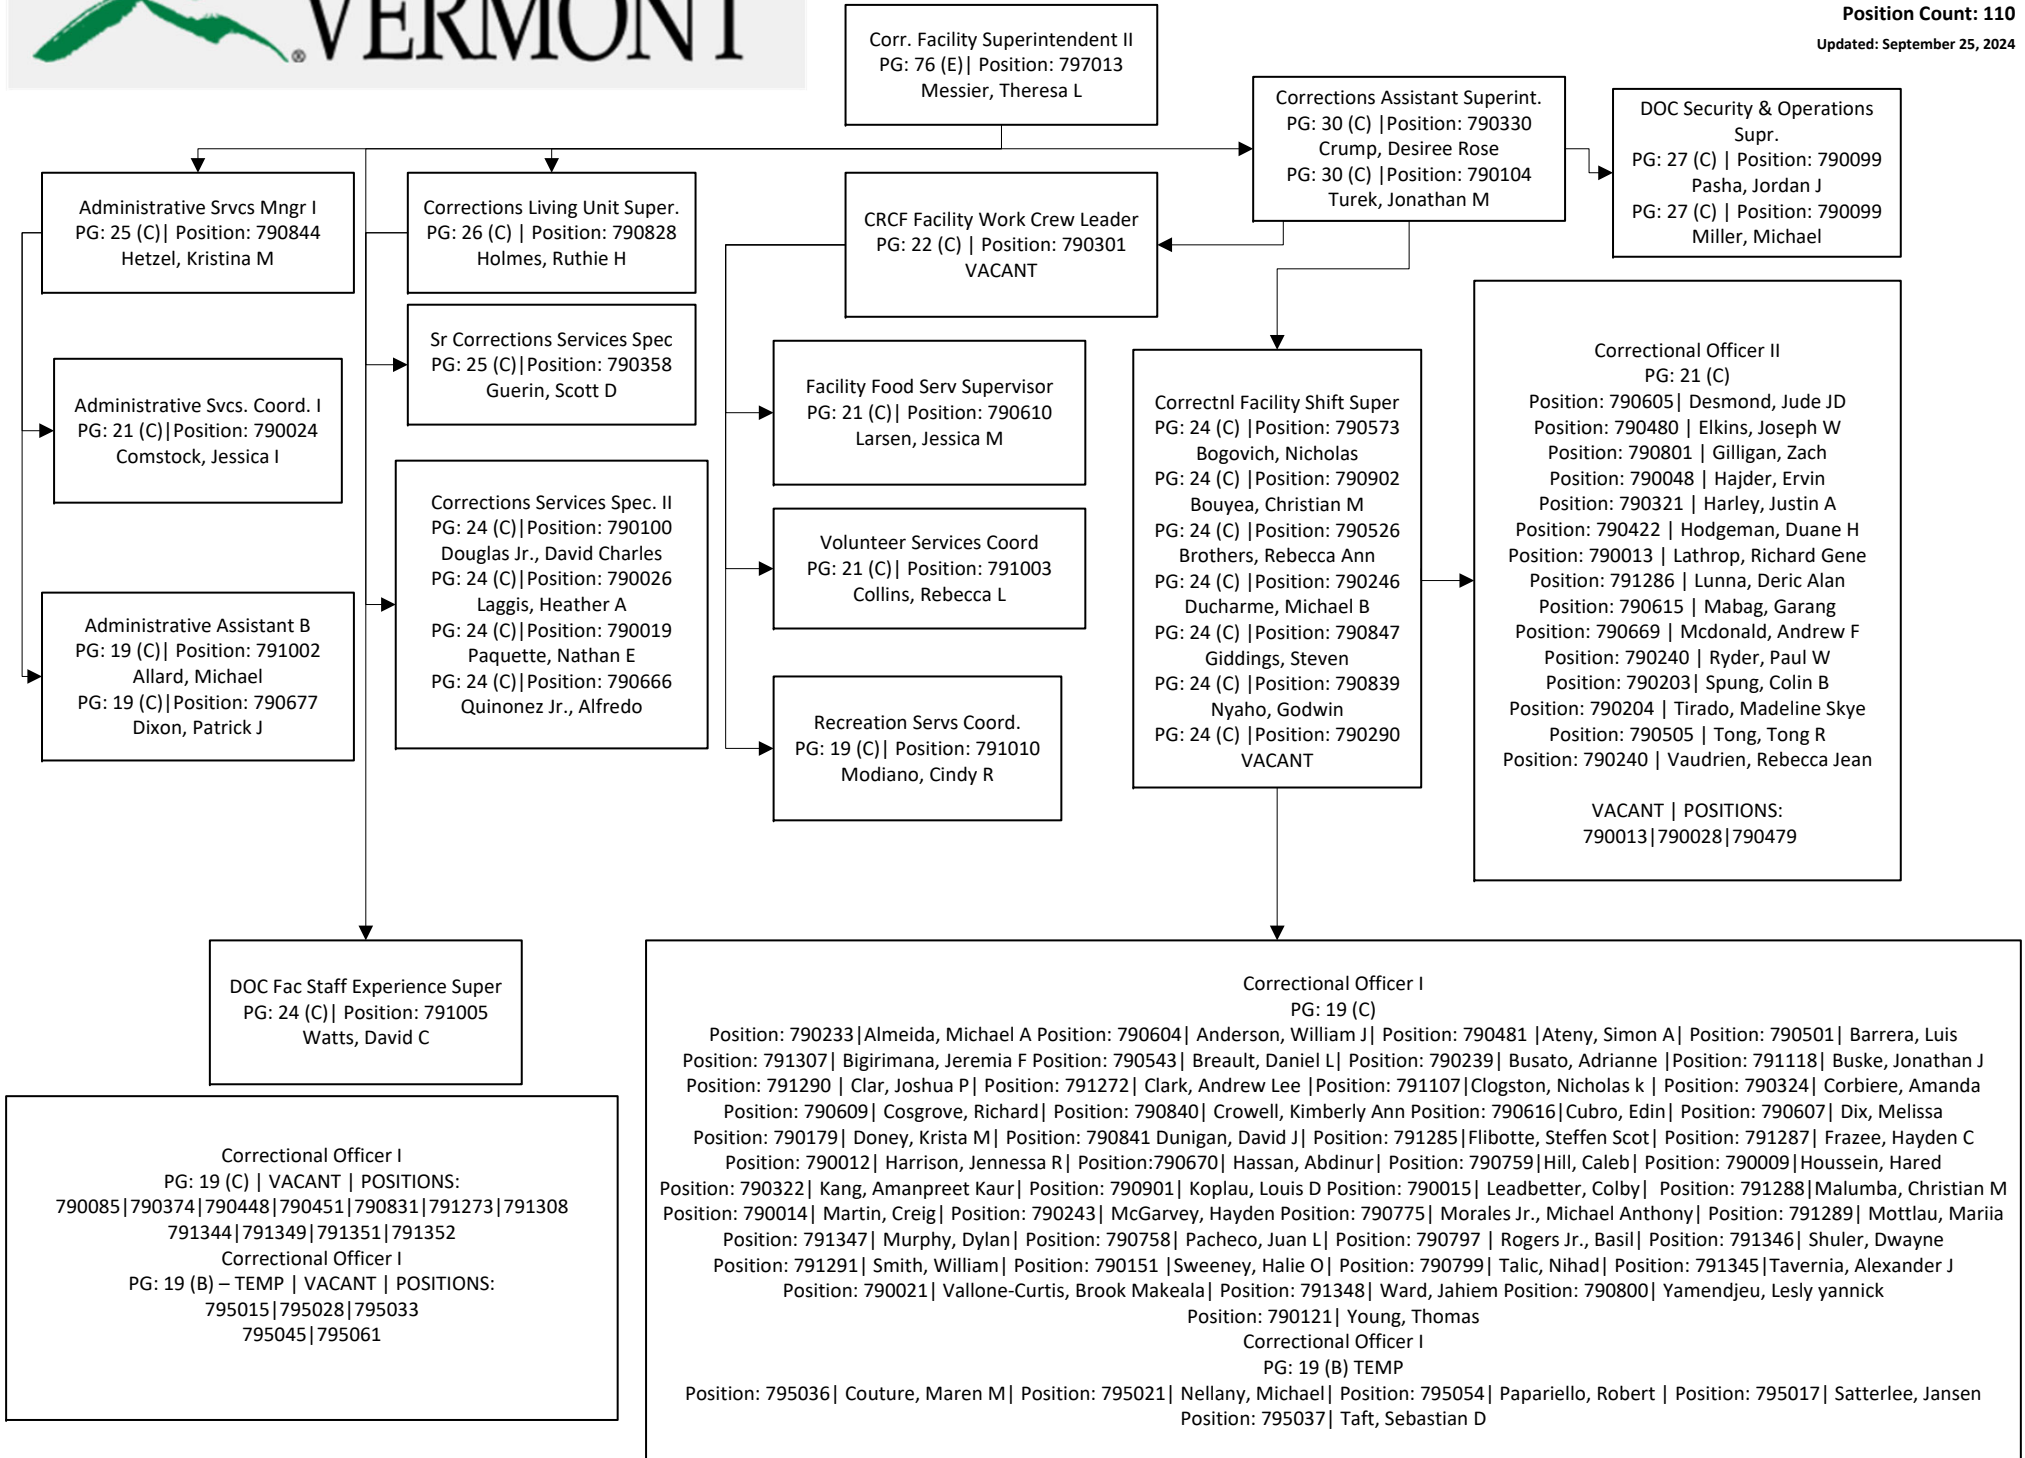 VERMONT
®
Position Count: 110
Updated: September 25, 2024
Corr. Facility Superintendent II
PG: 76 (E)| Position: 797013
Messier, Theresa L
Corrections Assistant Superint.
PG: 30 (C) |Position: 790330
Crump, Desiree Rose
PG: 30 (C) |Position: 790104
Turek, Jonathan M
DOC Security & Operations
Supr.
PG: 27 (C) | Position: 790099
Pasha, Jordan J
PG: 27 (C) | Position: 790099
Miller, Michael
Administrative Srvcs Mngr I
PG: 25 (C)| Position: 790844
Hetzel, Kristina M
Corrections Living Unit Super.
PG: 26 (C) | Position: 790828
Holmes, Ruthie H
CRCF Facility Work Crew Leader
PG: 22 (C) | Position: 790301
VACANT
Sr Corrections Services Spec
PG: 25 (C)|Position: 790358
Guerin, Scott D
Administrative Svcs. Coord. I
PG: 21 (C)|Position: 790024
Comstock, Jessica I
Facility Food Serv Supervisor
PG: 21 (C)| Position: 790610
Larsen, Jessica M
Corrections Services Spec. II
PG: 24 (C)|Position: 790100
Douglas Jr., David Charles
PG: 24 (C)|Position: 790026
Laggis, Heather A
PG: 24 (C)|Position: 790019
Paquette, Nathan E
PG: 24 (C)|Position: 790666
Quinonez Jr., Alfredo
Volunteer Services Coord
PG: 21 (C)| Position: 791003
Collins, Rebecca L
Administrative Assistant B
PG: 19 (C)| Position: 791002
Allard, Michael
PG: 19 (C)|Position: 790677
Dixon, Patrick J
Recreation Servs Coord.
PG: 19 (C)| Position: 791010
Modiano, Cindy R
Correctnl Facility Shift Super
PG: 24 (C) |Position: 790573
Bogovich, Nicholas
PG: 24 (C) |Position: 790902
Bouyea, Christian M
PG: 24 (C) |Position: 790526
Brothers, Rebecca Ann
PG: 24 (C) |Position: 790246
Ducharme, Michael B
PG: 24 (C) |Position: 790847
Giddings, Steven
PG: 24 (C) |Position: 790839
Nyaho, Godwin
PG: 24 (C) |Position: 790290
VACANT
Correctional Officer II
PG: 21 (C)
Position: 790605| Desmond, Jude JD
Position: 790480 | Elkins, Joseph W
Position: 790801 | Gilligan, Zach
Position: 790048 | Hajder, Ervin
Position: 790321 | Harley, Justin A
Position: 790422 | Hodgeman, Duane H
Position: 790013 | Lathrop, Richard Gene
Position: 791286 | Lunna, Deric Alan
Position: 790615 | Mabag, Garang
Position: 790669 | Mcdonald, Andrew F
Position: 790240 | Ryder, Paul W
Position: 790203| Spung, Colin B
Position: 790204 | Tirado, Madeline Skye
Position: 790505 | Tong, Tong R
Position: 790240 | Vaudrien, Rebecca Jean
VACANT | POSITIONS:
790013|790028|790479
DOC Fac Staff Experience Super
PG: 24 (C)| Position: 791005
Watts, David C
Correctional Officer I
PG: 19 (C) | VACANT | POSITIONS:
790085|790374|790448|790451|790831|791273|791308
791344|791349|791351|791352
Correctional Officer I
PG: 19 (B) – TEMP | VACANT | POSITIONS:
795015|795028|795033
795045|795061
Correctional Officer I
PG: 19 (C)
Position: 790233|Almeida, Michael A Position: 790604| Anderson, William J| Position: 790481 |Ateny, Simon A| Position: 790501| Barrera, Luis
Position: 791307| Bigirimana, Jeremia F Position: 790543| Breault, Daniel L| Position: 790239| Busato, Adrianne |Position: 791118| Buske, Jonathan J
Position: 791290 | Clar, Joshua P| Position: 791272| Clark, Andrew Lee |Position: 791107|Clogston, Nicholas k | Position: 790324| Corbiere, Amanda
Position: 790609| Cosgrove, Richard| Position: 790840| Crowell, Kimberly Ann Position: 790616|Cubro, Edin| Position: 790607| Dix, Melissa
Position: 790179| Doney, Krista M| Position: 790841 Dunigan, David J| Position: 791285|Flibotte, Steffen Scot| Position: 791287| Frazee, Hayden C
Position: 790012| Harrison, Jennessa R| Position:790670| Hassan, Abdinur| Position: 790759|Hill, Caleb| Position: 790009|Houssein, Hared
Position: 790322| Kang, Amanpreet Kaur| Position: 790901| Koplau, Louis D Position: 790015| Leadbetter, Colby| Position: 791288|Malumba, Christian M
Position: 790014| Martin, Creig| Position: 790243| McGarvey, Hayden Position: 790775| Morales Jr., Michael Anthony| Position: 791289| Mottlau, Mariia
Position: 791347| Murphy, Dylan| Position: 790758| Pacheco, Juan L| Position: 790797 | Rogers Jr., Basil| Position: 791346| Shuler, Dwayne
Position: 791291| Smith, William| Position: 790151 |Sweeney, Halie O| Position: 790799| Talic, Nihad| Position: 791345|Tavernia, Alexander J
Position: 790021| Vallone-Curtis, Brook Makeala| Position: 791348| Ward, Jahiem Position: 790800| Yamendjeu, Lesly yannick
Position: 790121| Young, Thomas
Correctional Officer I
PG: 19 (B) TEMP
Position: 795036| Couture, Maren M| Position: 795021| Nellany, Michael| Position: 795054| Papariello, Robert | Position: 795017| Satterlee, Jansen
Position: 795037| Taft, Sebastian D